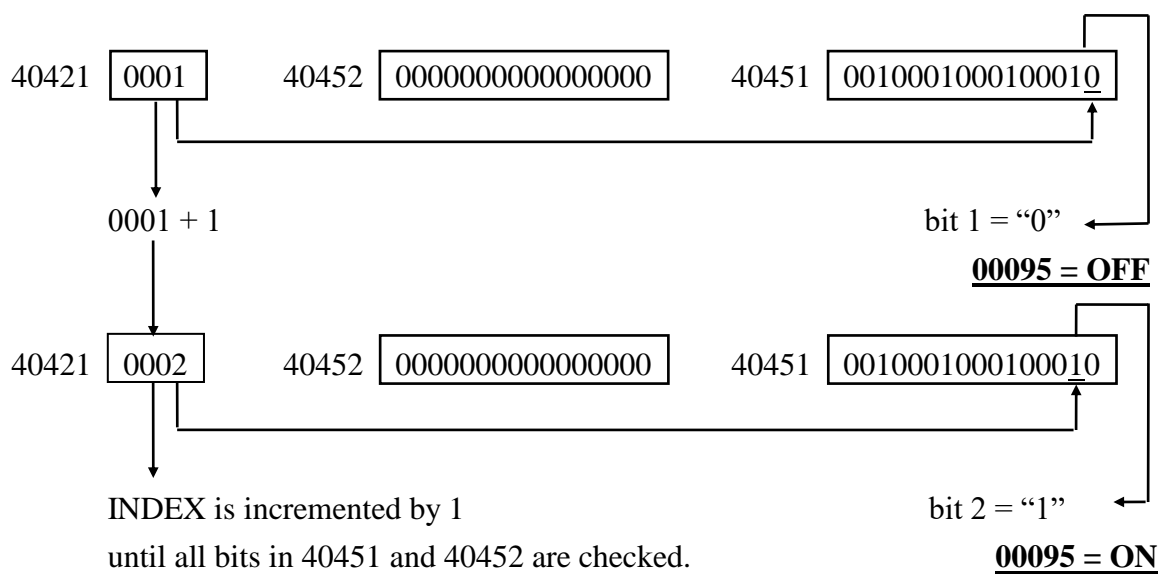 40421 0001 40452 0000000000000000 40451 0010001000100010
0001 + 1 bit 1 = “0”
00095 = OFF
40421 0002 40452 0000000000000000 40451 0010001000100010
INDEX is incremented by 1 bit 2 = “1”
until all bits in 40451 and 40452 are checked. 00095 = ON